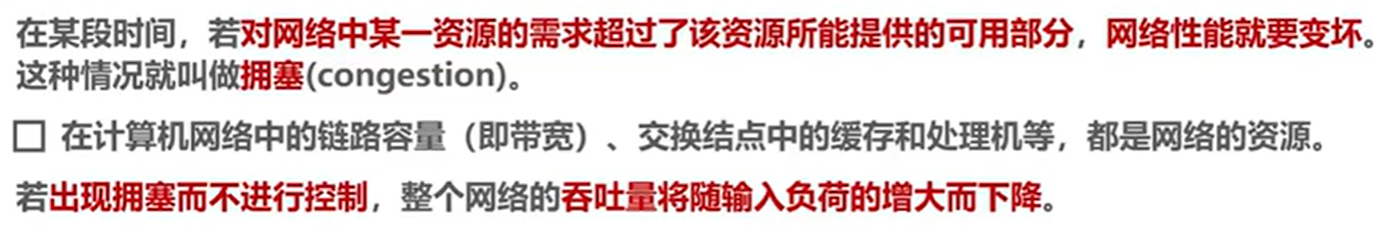 在某段时间，若对网络中某一资源的需求超过了该资源所能提供的可用部分，网络性能就要变坏。
这种情况就叫做拥塞(congestion)。
在计算机网络中的链路容量（即带宽）、交换结点中的缓存和处理机等，都是网络的资源。
若出现拥塞而不进行控制，整个网络的吞吐量将随输入负荷的增大而下降。